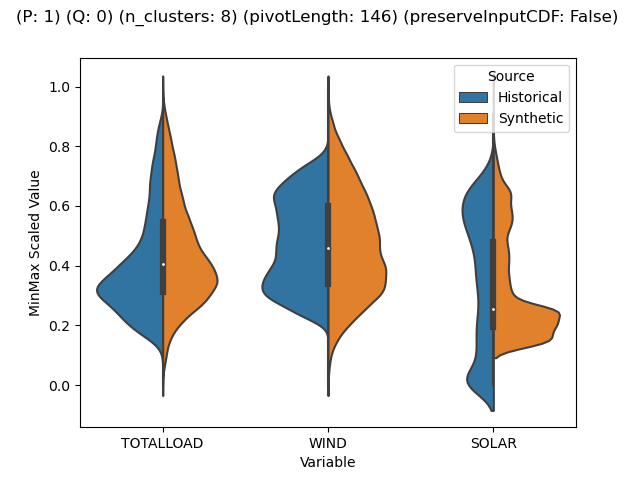 (P: 1) (Q: 0) (n_clusters: 8) (pivotLength: 146) (preserveInputCDF: False)
Source
Historical
Synthetic
1.0
0.8
0.6
0.4
0.2
0.0
MinMax Scaled Value
TOTALLOAD WIND SOLAR
Variable